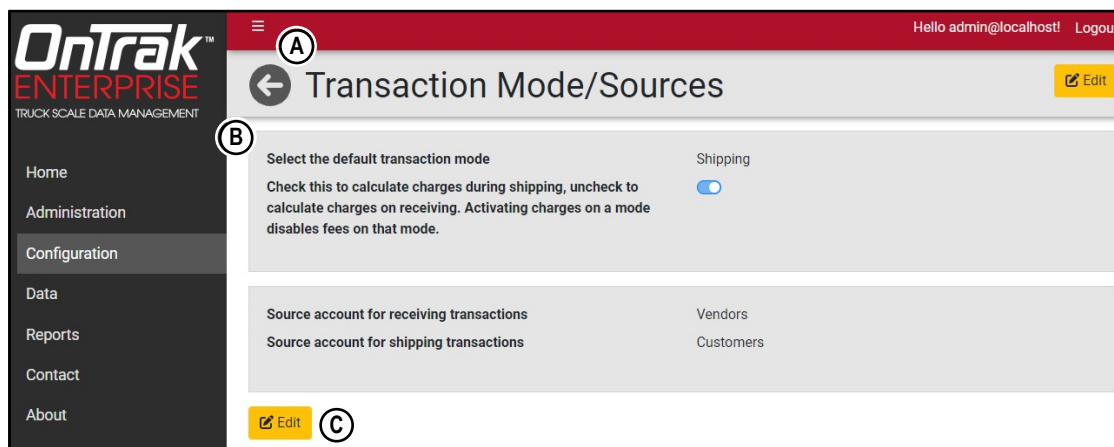 OnTrak™
ENTERPRISE
TRUCK SCALE DATA MANAGEMENT
Home
Administration
Configuration
Data
Reports
Contact
About
Hello admin@localhost! Logou
A
Transaction Mode/Sources
Edit
B
Select the default transaction mode Shipping
Check this to calculate charges during shipping, uncheck to
calculate charges on receiving. Activating charges on a mode
disables fees on that mode.
Source account for receiving transactions Vendors
Source account for shipping transactions Customers
Edit
C